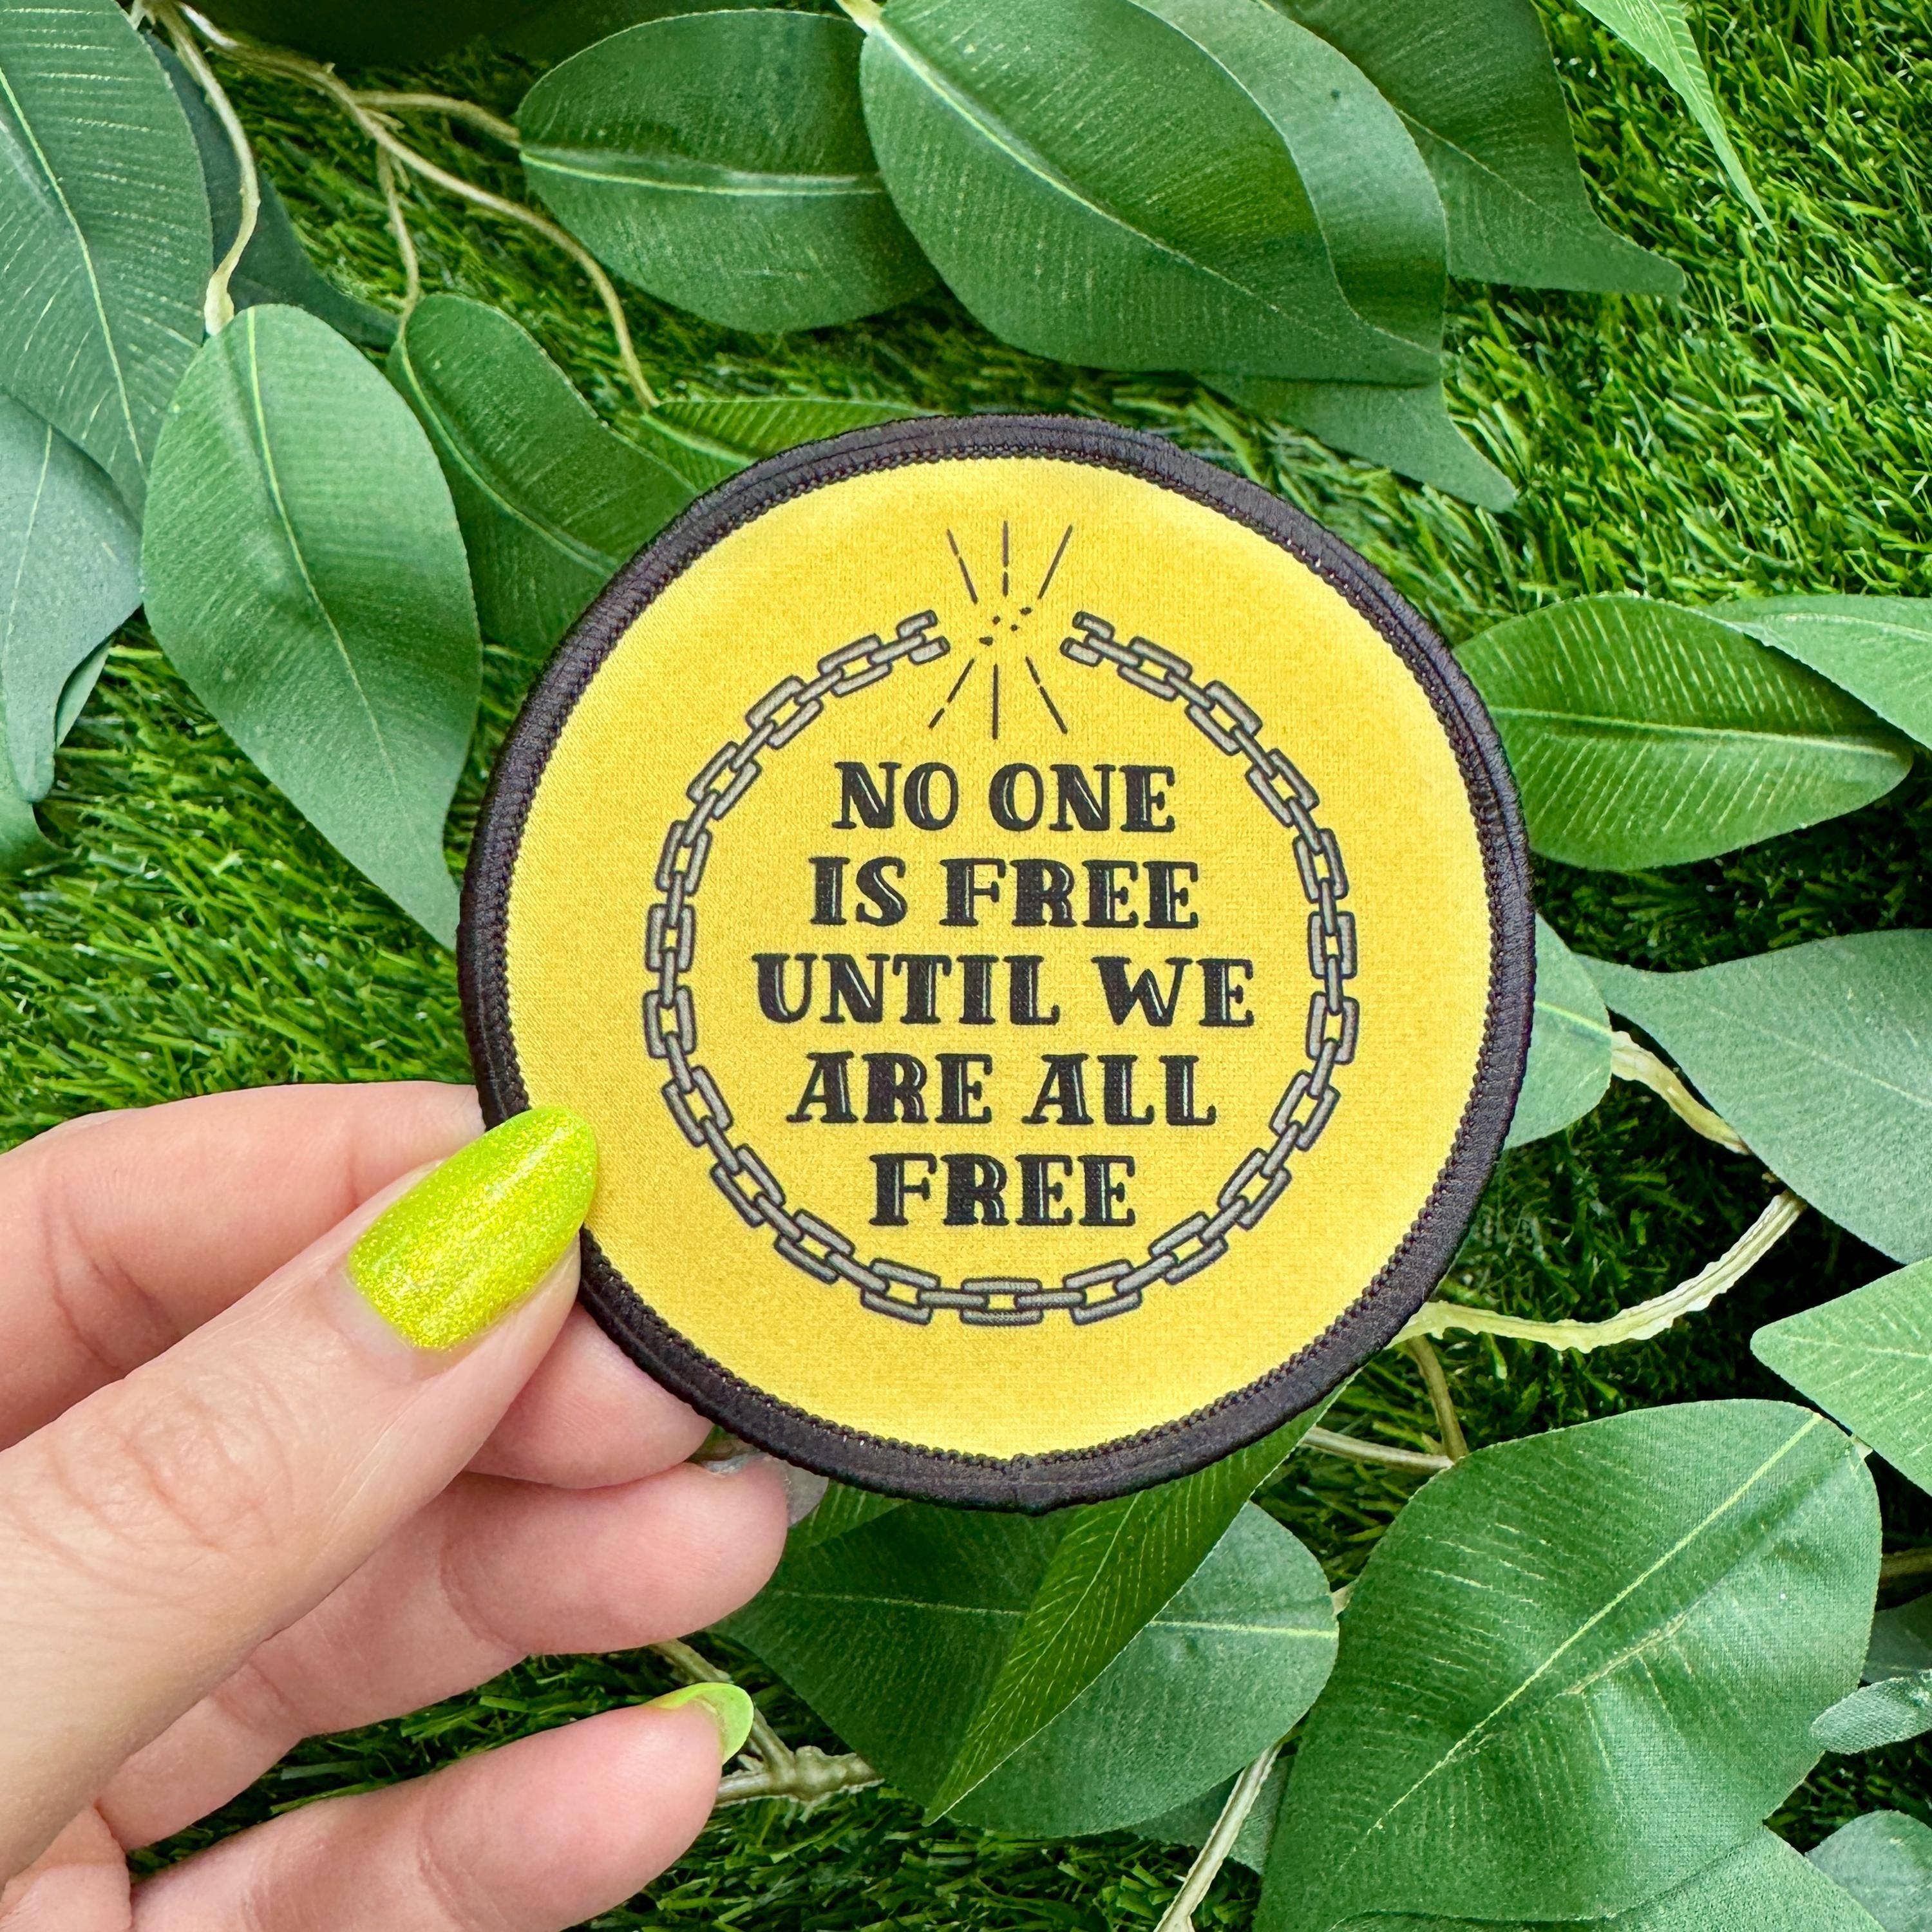 NO ONE
IS FREE
UNTIL WE
ARE ALL
FREE